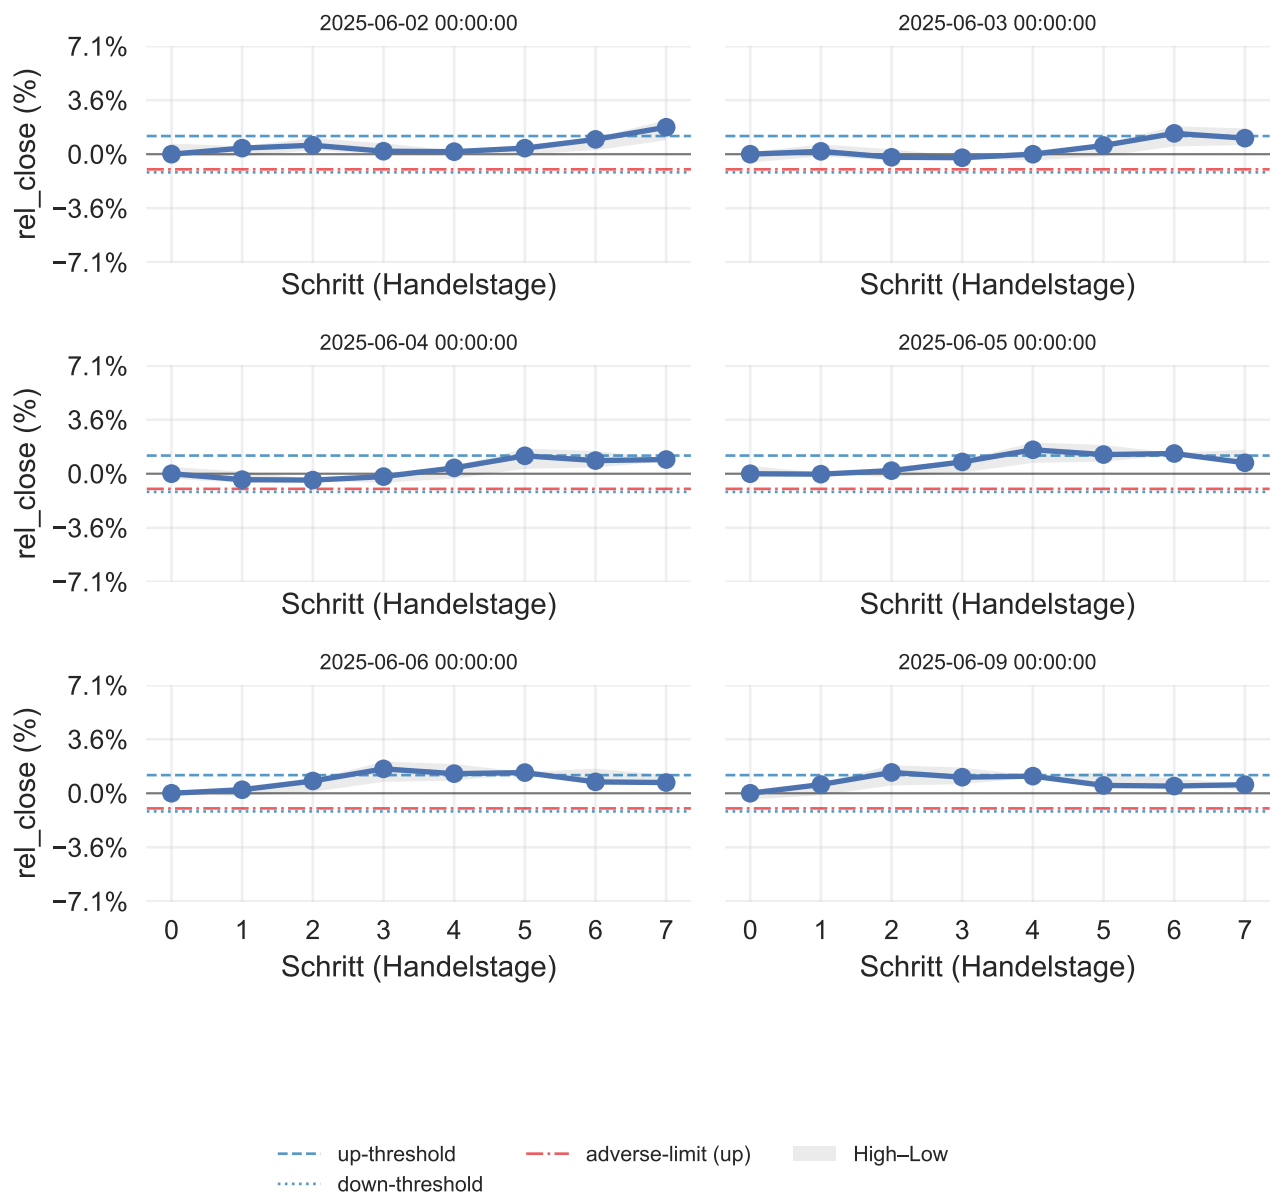 2025-06-02 00:00:00
2025-06-03 00:00:00
7.1%
3.6%
0.0%
−3.6%
−7.1%
rel_close (%)
Schritt (Handelstage)
Schritt (Handelstage)
2025-06-04 00:00:00
2025-06-05 00:00:00
7.1%
3.6%
0.0%
−3.6%
−7.1%
rel_close (%)
Schritt (Handelstage)
Schritt (Handelstage)
2025-06-06 00:00:00
2025-06-09 00:00:00
7.1%
3.6%
0.0%
−3.6%
−7.1%
rel_close (%)
0 1 2 3 4 5 6 7
0 1 2 3 4 5 6 7
Schritt (Handelstage)
Schritt (Handelstage)
up-threshold
down-threshold
adverse-limit (up)
High–Low